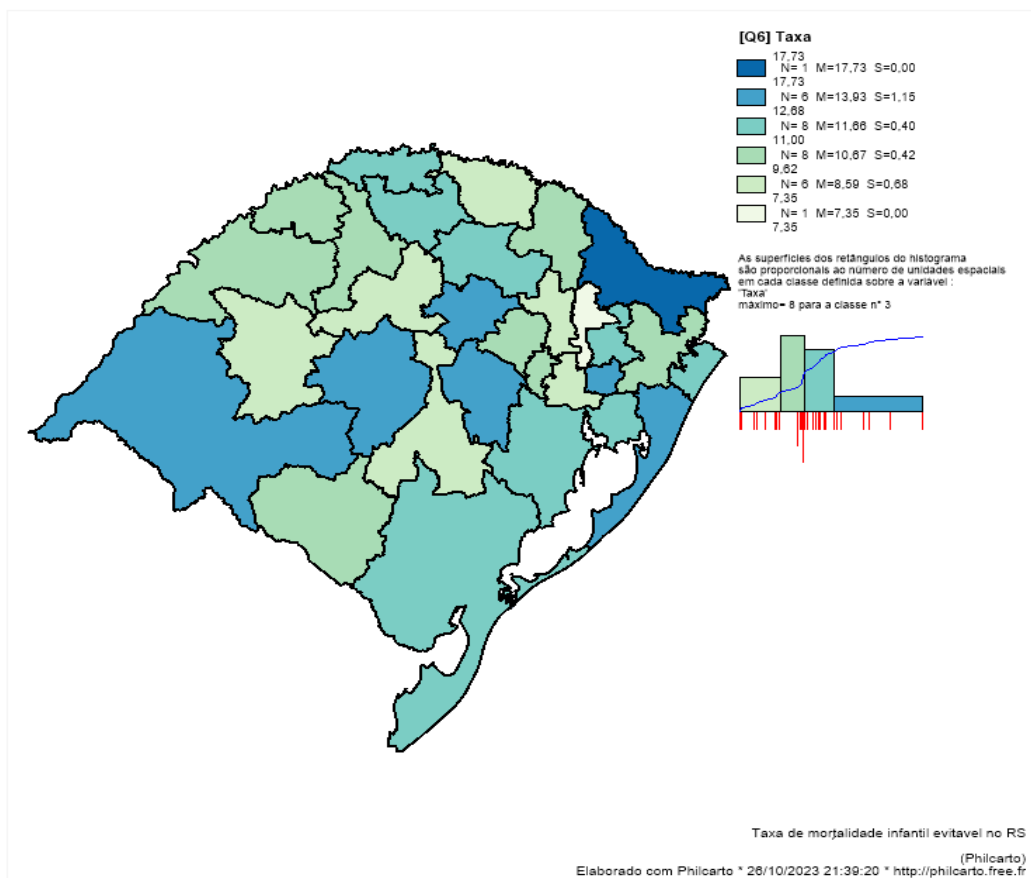 [Q6] Taxa
17,73
N= 1 M=17,73 S=0,00
17,73
N= 6 M=13,93 S=1,15
12,68
N= 8 M=11,66 S=0,40
11,00
N= 8 M=10,67 S=0,42
9,62
N= 6 M=8,59 S=0,68
7,35
N= 1 M=7,35 S=0,00
7,35
As superfícies dos retângulos do histograma
são proporcionais ao número de unidades espaciais
em cada classe definida sobre a variável :
'Taxa'
máximo= 8 para a classe n° 3
Taxa de mortalidade infantil evitavel no RS
(Philcarto)
Elaborado com Philcarto * 26/10/2023 21:39:20 * http://philcarto.free.fr